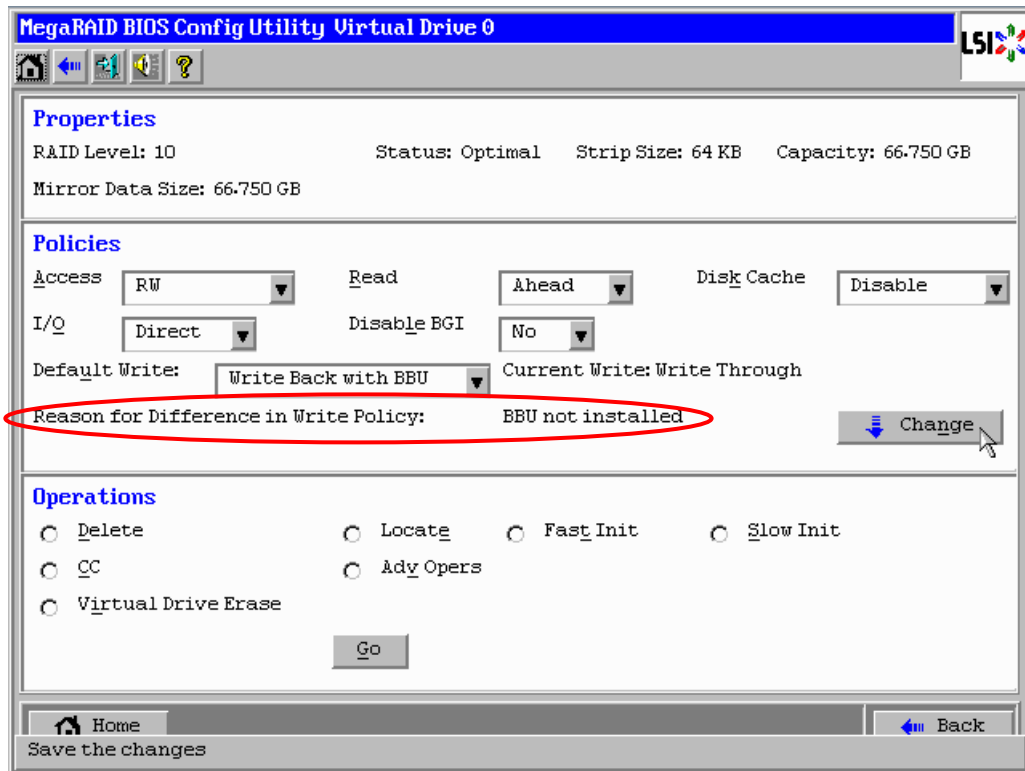 MegaRAID BIOS Config Utility Virtual Drive 0
LSI
Properties
RAID Level: 10 Status: Optimal Strip Size: 64 KB Capacity: 66.750 GB
Mirror Data Size: 66.750 GB
Policies
Access RW Read Ahead Disk Cache Disable
I/O Direct Disable BGI No
Default Write: Write Back with BBU Current Write: Write Through
Reason for Difference in Write Policy: BBU not installed
Change
Operations
Delete Locate Fast Init Slow Init
CC Adv Opers
Virtual Drive Erase
Go
Home Back
Save the changes